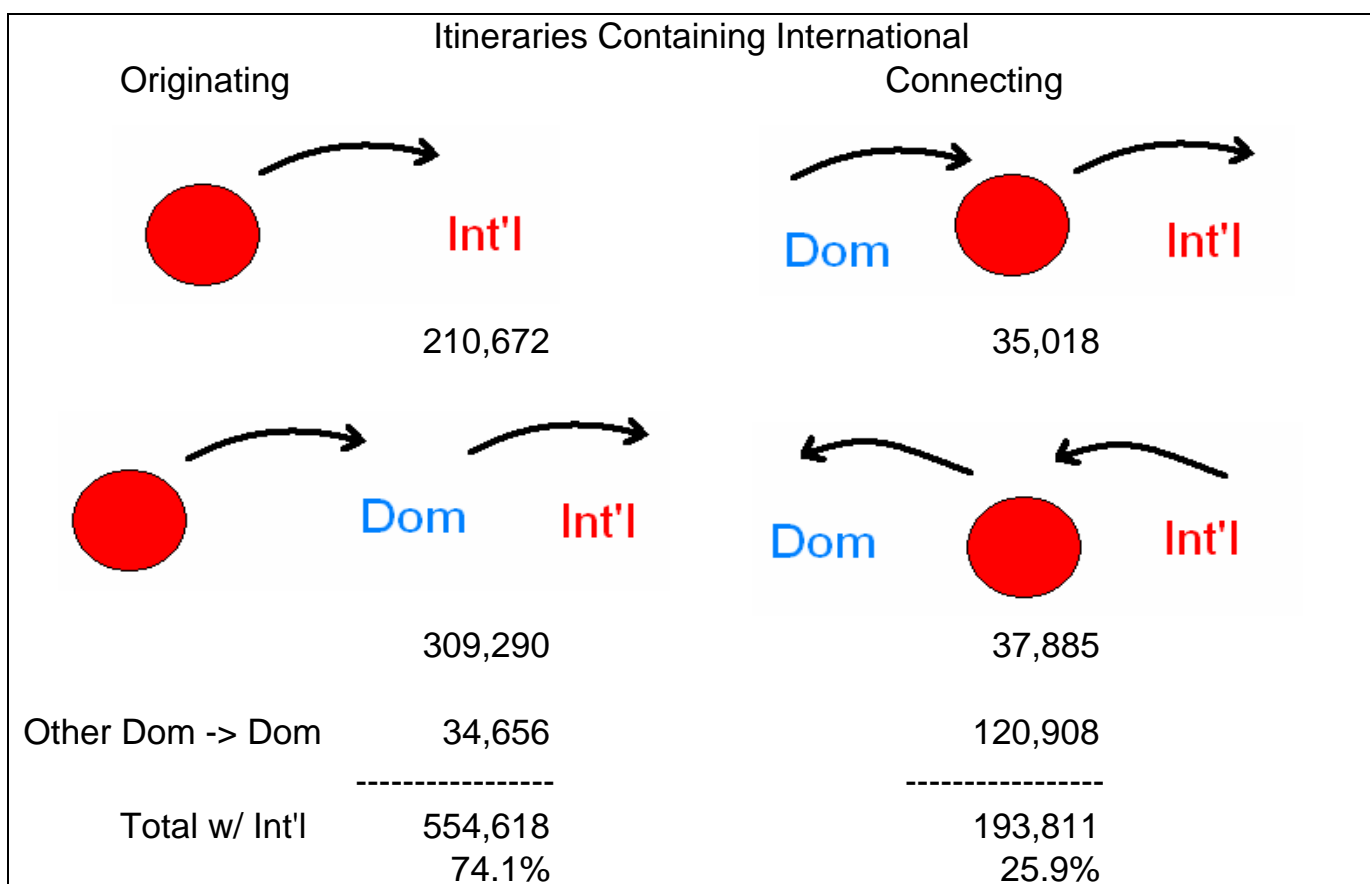 Itineraries Containing International
Originating Connecting
Int'l Dom Int'l
210,672 35,018
Dom Int'l Dom Int'l
309,290 37,885
Other Dom -> Dom 34,656 120,908
----------------- -----------------
Total w/ Int'l 554,618 193,811
74.1% 25.9%